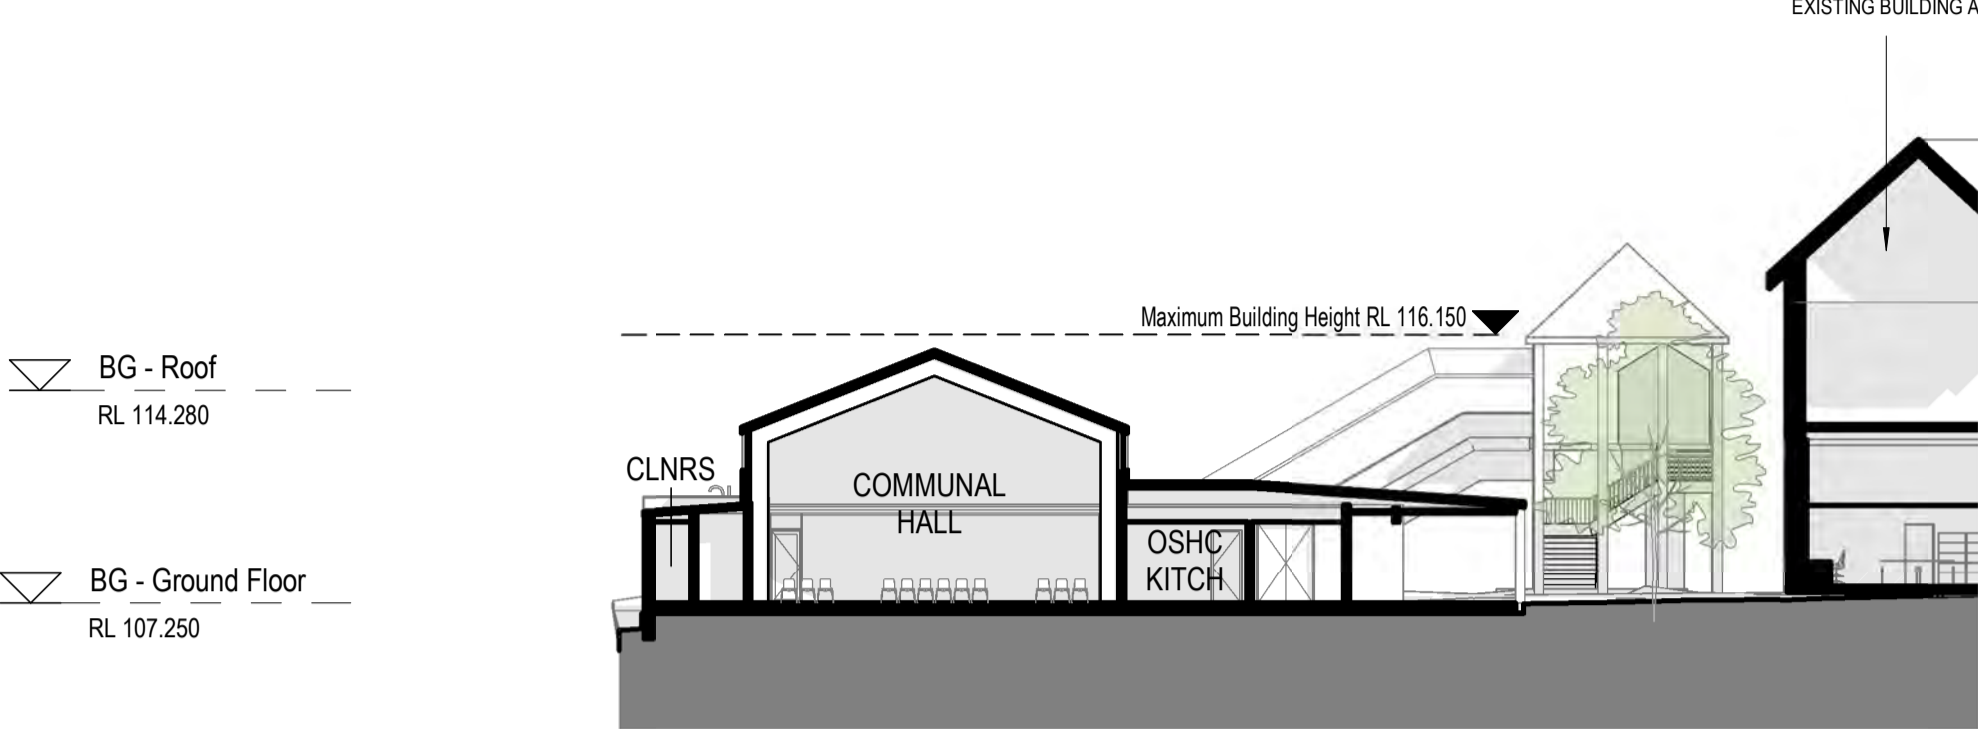 EXISTING BUILDING A
Maximum Building Height RL 116.150
BG - Roof
RL 114.280
CLNRS
COMMUNAL
HALL
OSHC
KITCH
BG - Ground Floor
RL 107.250